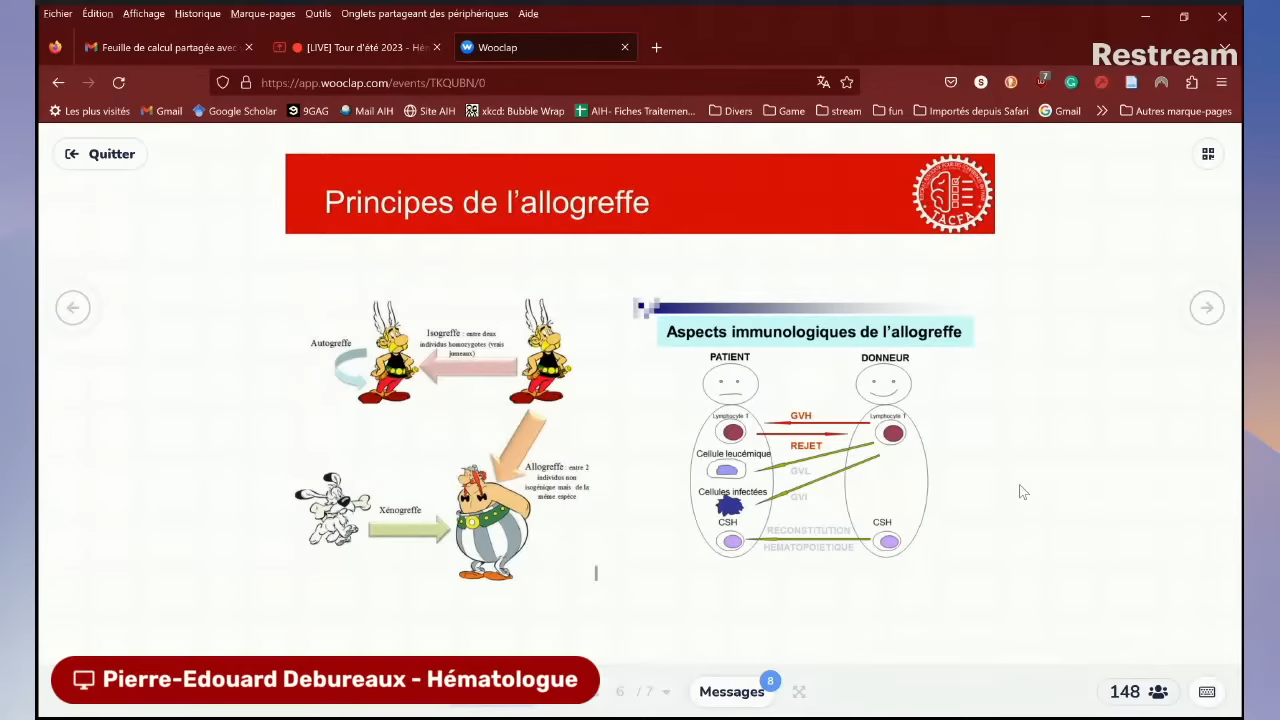 Fichier Édition Affichage Historique Marque-pages Outils Onglets partageant des périphériques Aide
Feuille de calcul partagée avec
[LIVE] Tour d'été 2023 - Hé
Wooclap
Restream
https://app.wooclap.com/events/TKQUBN/0
7
Les plus visités Gmail Google Scholar 9GAG Mail AIH Site AIH xkcd: Bubble Wrap AIH- Fiches Traitemen... Divers Game stream fun Importés depuis Safari Gmail Autres marque-pages
Quitter
Principes de l'allogreffe
TACFA
Autogreffe
Isogreffe : entre deux
individus homozygotes (vrais
jumeaux)
Allogreffe : entre 2
individus non
isogénique mais de la
même espèce
Xénogreffe
Aspects immunologiques de l'allogreffe
PATIENT
DONNEUR
Lymphocyte T
GVH
Lymphocyte T
REJET
Cellule leucémique
GVL
Cellules infectées
GVI
CSH
RECONSTITUTION
HEMATOPOIETIQUE
CSH
Pierre-Edouard Debureaux - Hématologue
6 / 7
Messages
8
148